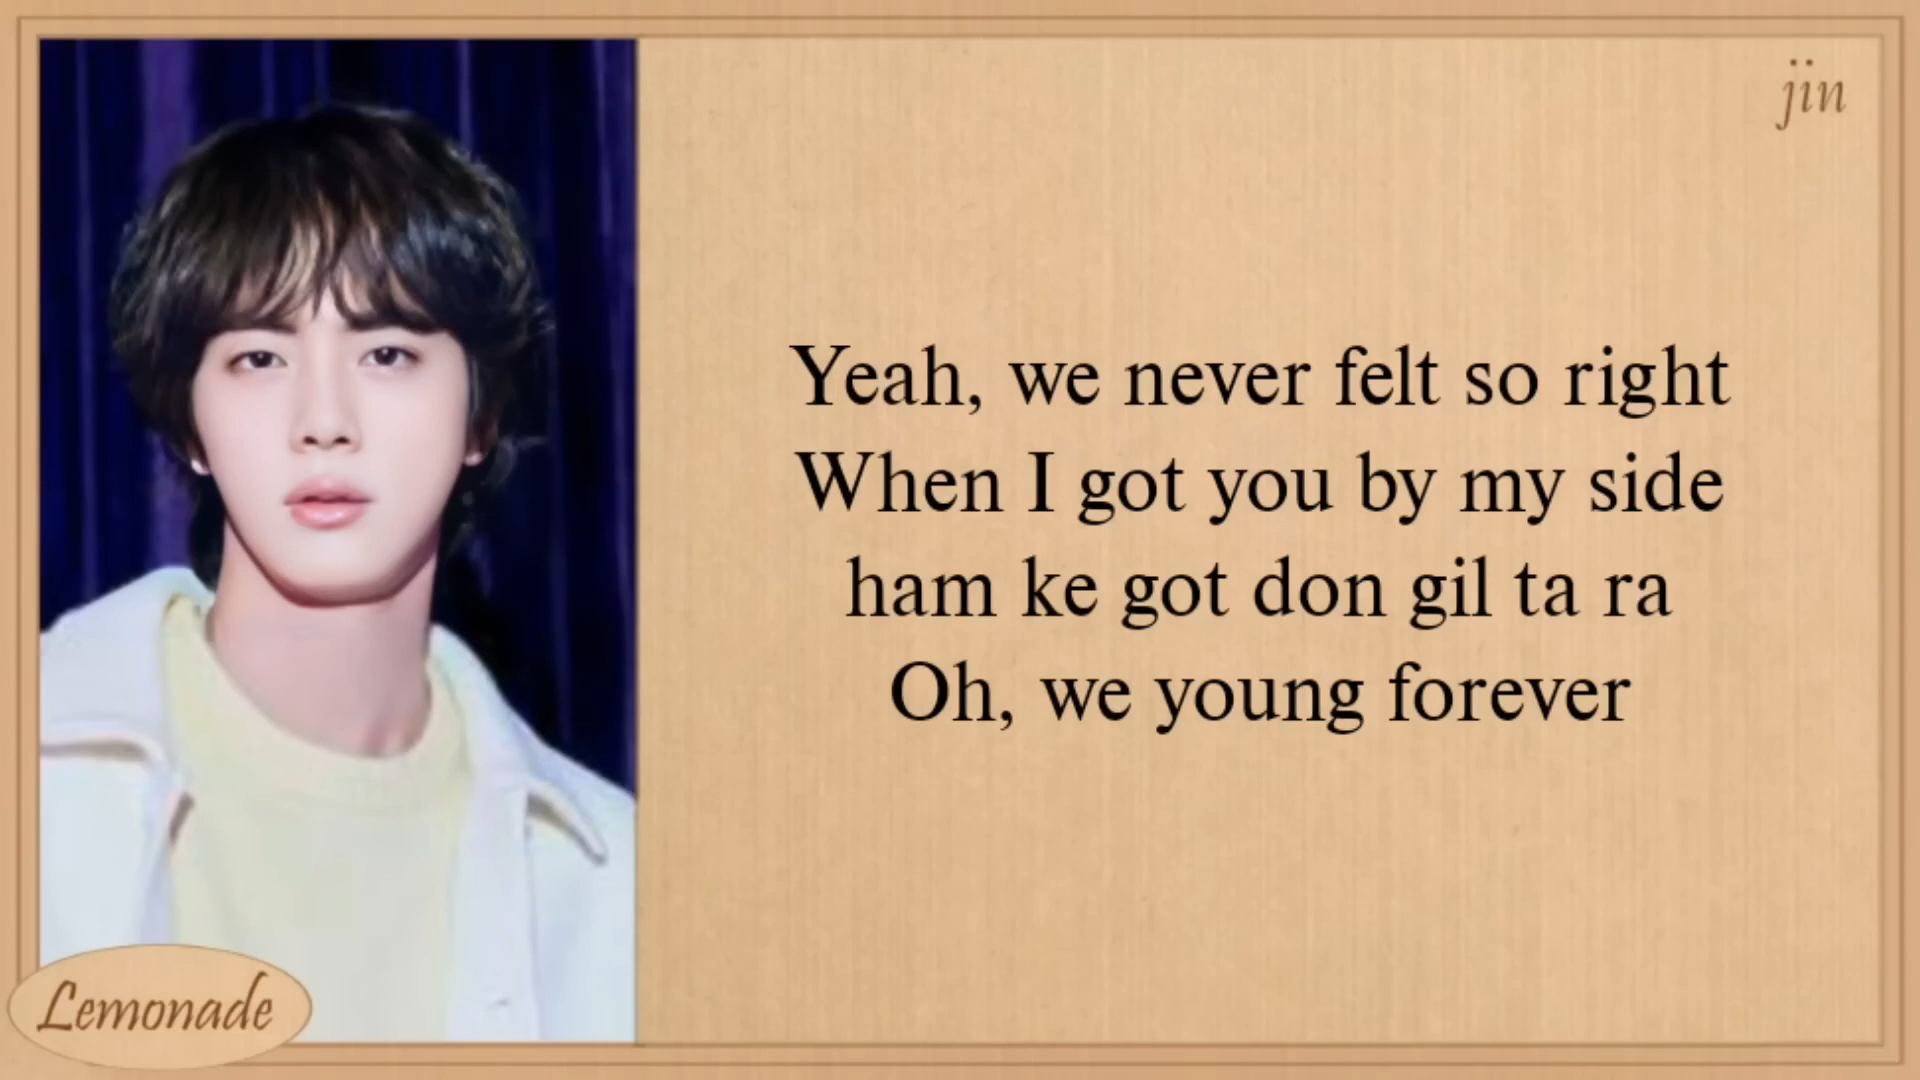 jin
Yeah, we never felt so right
When I got you by my side
ham ke got don gil ta ra
Oh, we young forever
Lemonade